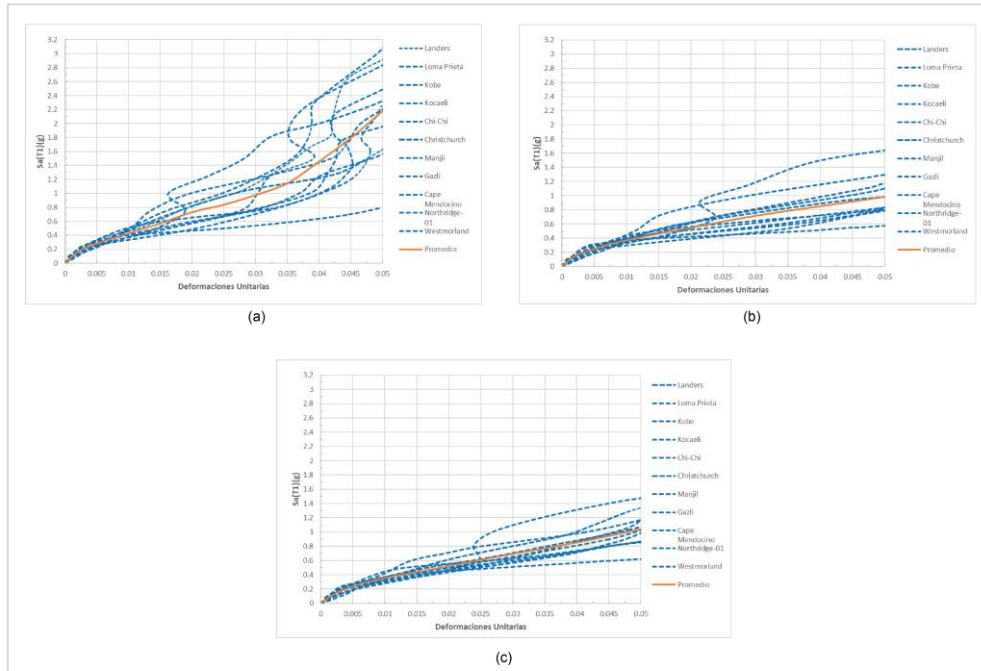 3.2
3
2.8
2.6
2.4
2.2
2
1.8
1.6
1.4
1.2
1
0.8
0.6
0.4
0.2
0
Sa(T1)(g)
0 0.005 0.01 0.015 0.02 0.025 0.03 0.035 0.04 0.045 0.05
Deformaciones Unitarias
Landers
Loma Prieta
Kobe
Kocaeli
Chi-Chi
Christchurch
Manjil
Gazli
Cape
Mendocino
Northridge-
01
Westmorland
Promedio
(a)
3.2
3
2.8
2.6
2.4
2.2
2
1.8
1.6
1.4
1.2
1
0.8
0.6
0.4
0.2
0
Sa(T1)(g)
0 0.005 0.01 0.015 0.02 0.025 0.03 0.035 0.04 0.045 0.05
Deformaciones Unitarias
Landers
Loma Prieta
Kobe
Kocaeli
Chi-Chi
Christchurch
Manjil
Gazli
Cape
Mendocino
Northridge-
01
Westmorland
Promedio
(b)
3.2
3
2.8
2.6
2.4
2.2
2
1.8
1.6
1.4
1.2
1
0.8
0.6
0.4
0.2
0
Sa(T1)(g)
0 0.005 0.01 0.015 0.02 0.025 0.03 0.035 0.04 0.045 0.05
Deformaciones Unitarias
Landers
Loma Prieta
Kobe
Kocaeli
Chi-Chi
Christchurch
Manjil
Gazli
Cape
Mendocino
Northridge-01
Westmorland
Promedio
(c)